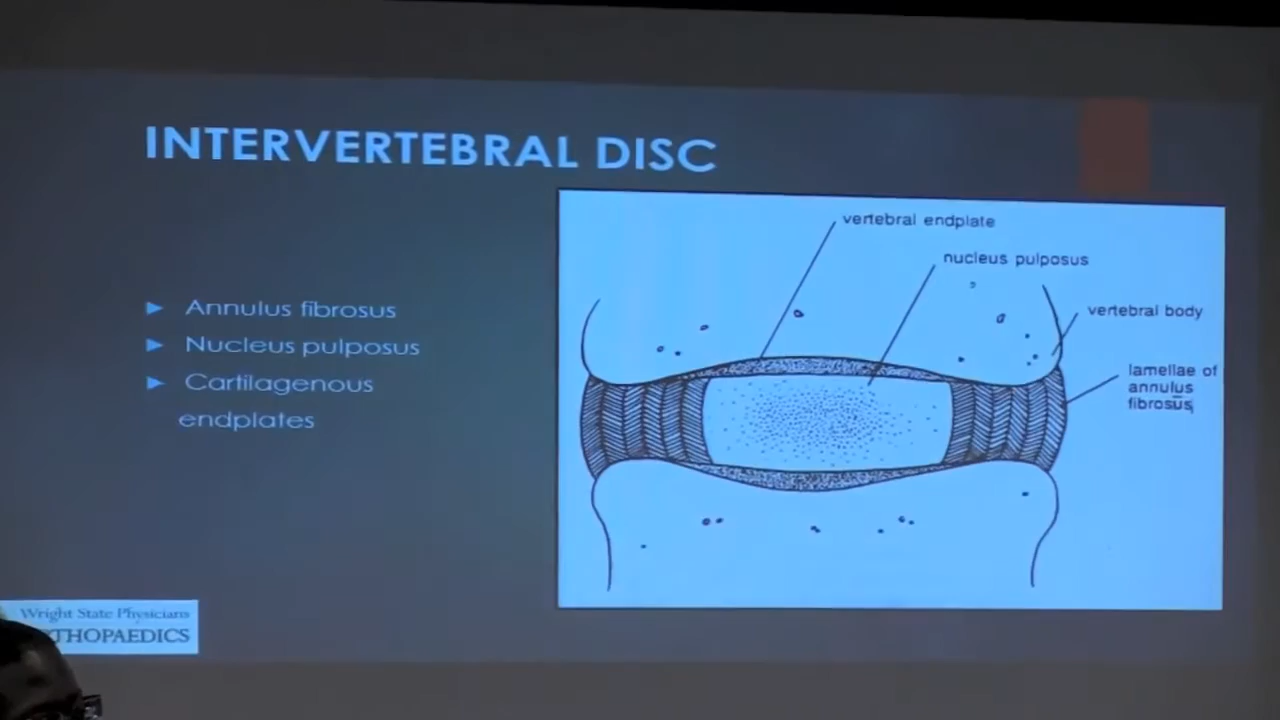 INTERVERTEBRAL DISC
Annulus fibrosus
Nucleus pulposus
Cartilagenous
endplates
vertebral endplate
nucleus pulposus
vertebral body
lamellae of
annulus
fibrosus
Wright State Physicians
THOPAEDICS